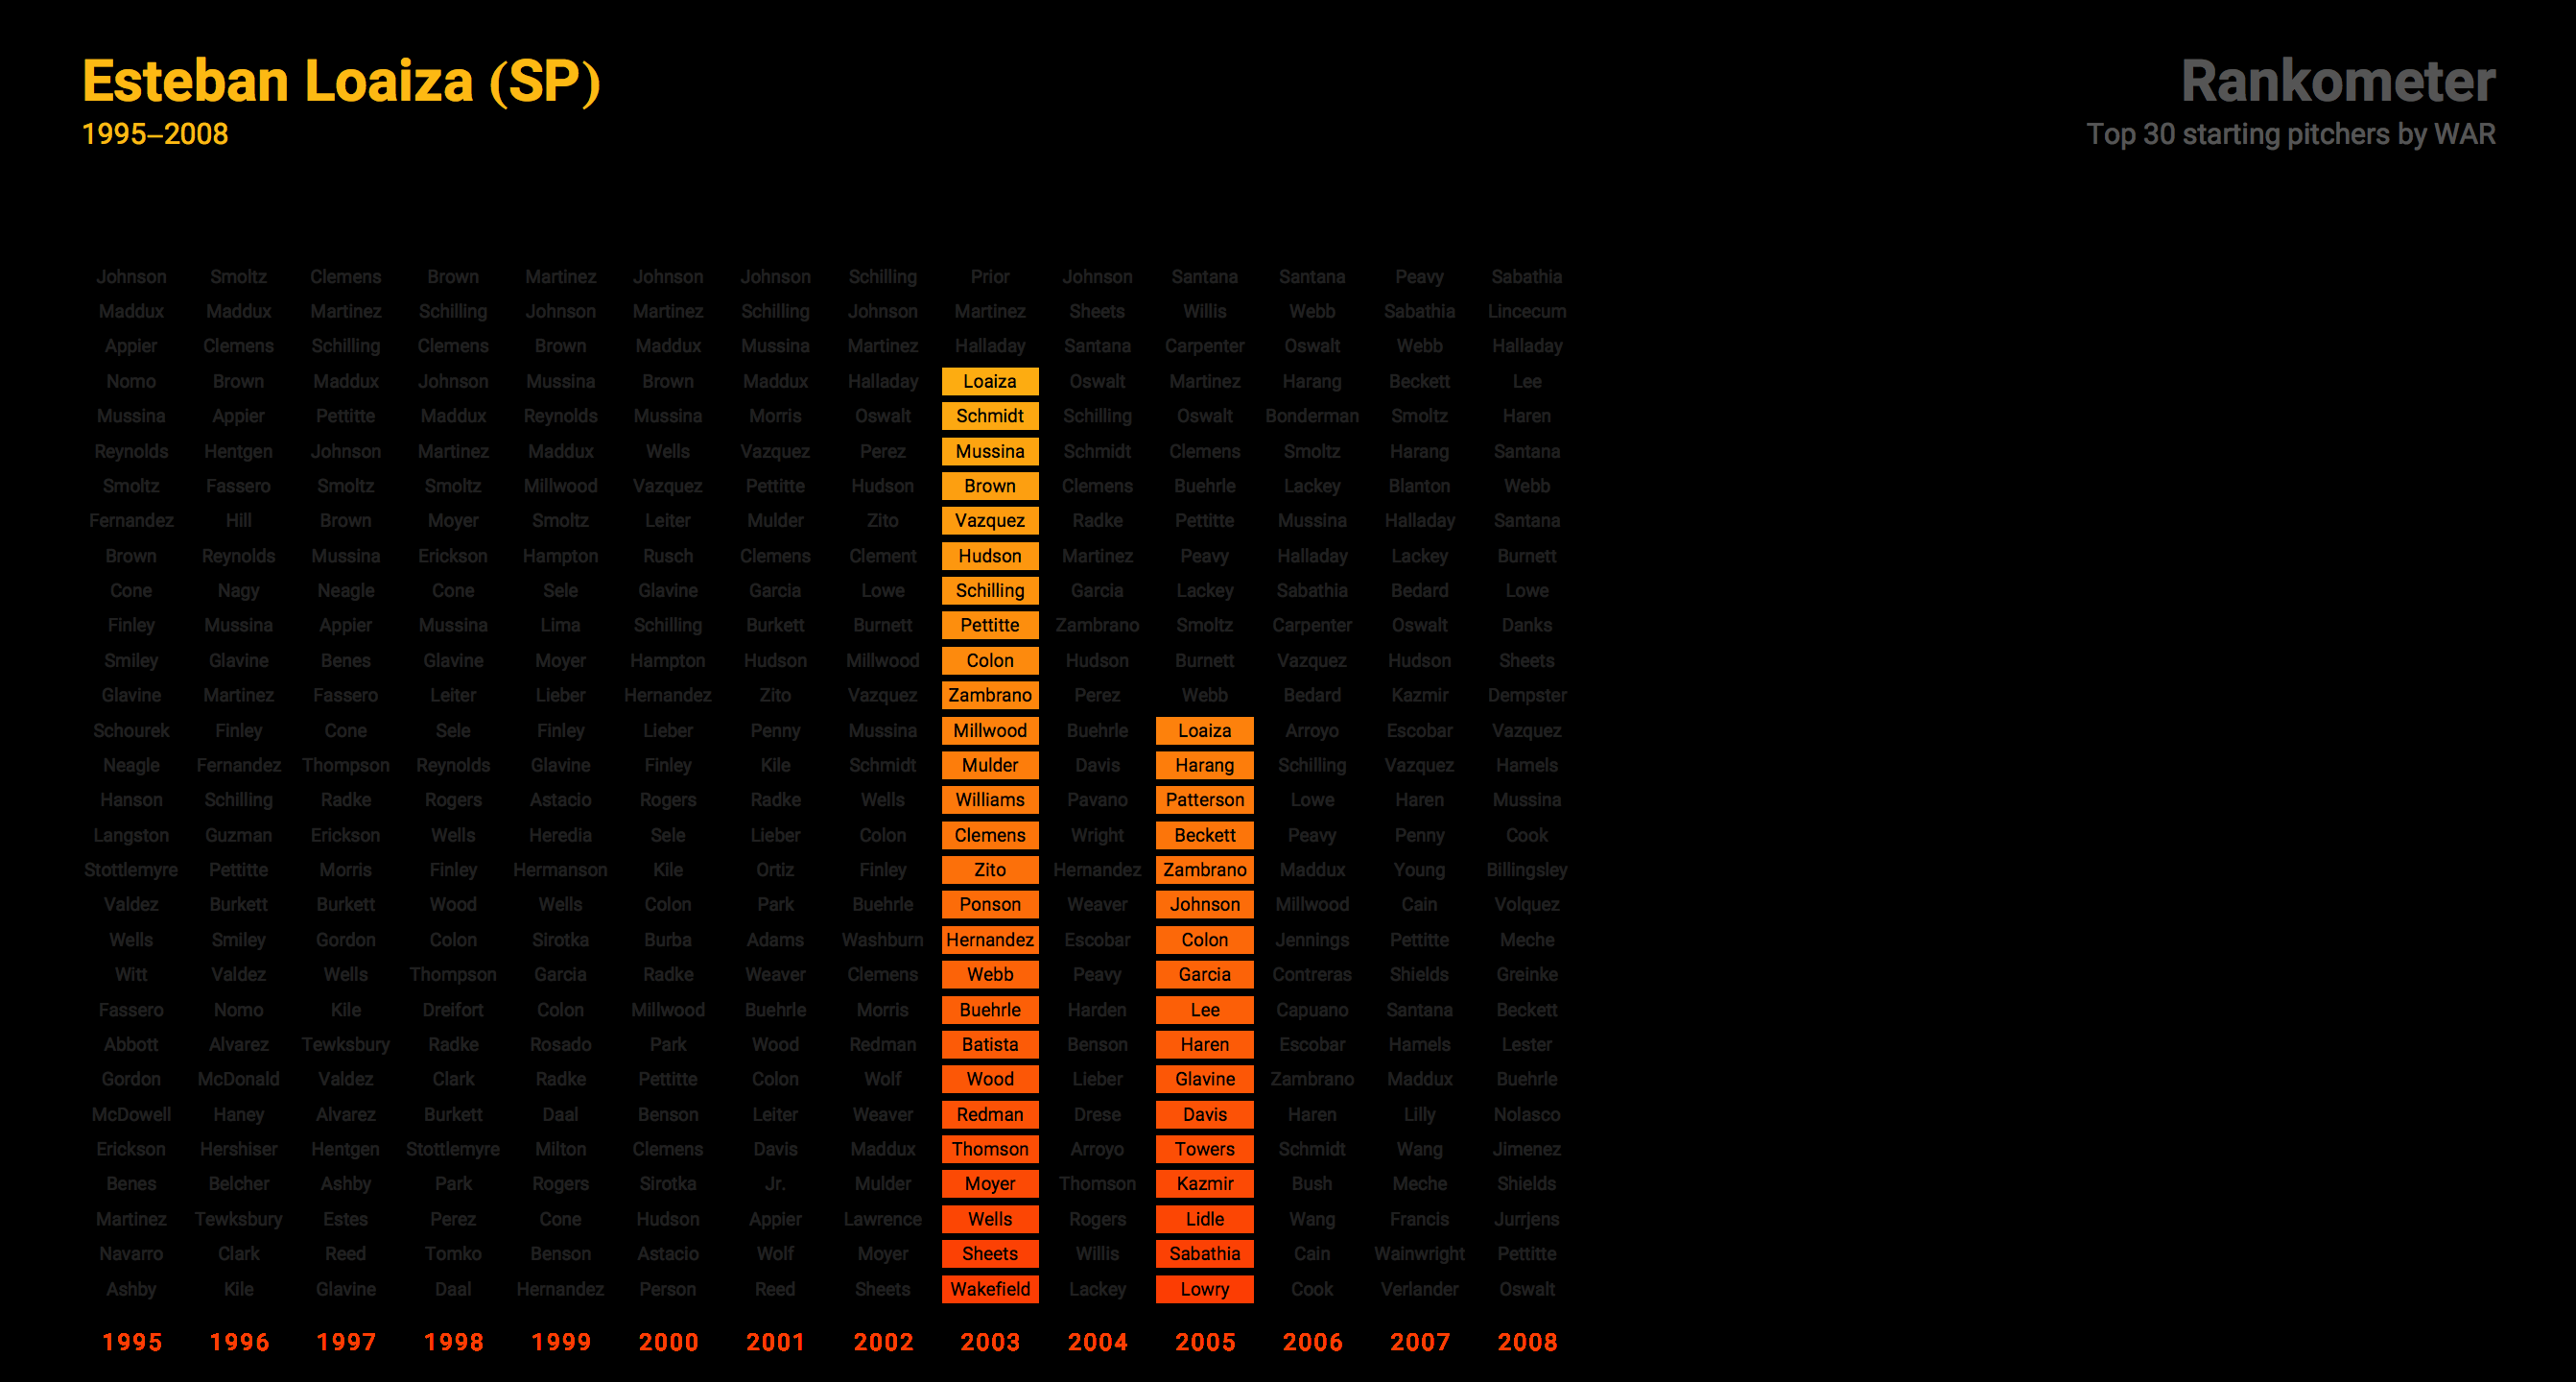 Esteban Loaiza (SP)
1995–2008
Rankometer
Top 30 starting pitchers by WAR
Johnson Smoltz Clemens Brown Martinez Johnson Johnson Schilling Prior Johnson Santana Santana Peavy Sabathia
Maddux Maddux Martinez Schilling Johnson Martinez Schilling Johnson Martinez Sheets Willis Webb Sabathia Lincecum
Appier Clemens Schilling Clemens Brown Maddux Mussina Martinez Halladay Santana Carpenter Oswalt Webb Halladay
Nomo Brown Maddux Johnson Mussina Brown Maddux Halladay Loaiza Oswalt Martinez Harang Beckett Lee
Mussina Appier Pettitte Maddux Reynolds Mussina Morris Oswalt Schmidt Schilling Oswalt Bonderman Smoltz Haren
Reynolds Hentgen Johnson Martinez Maddux Wells Vazquez Perez Mussina Schmidt Clemens Smoltz Harang Santana
Smoltz Fassero Smoltz Smoltz Millwood Vazquez Pettitte Hudson Brown Clemens Buehrle Lackey Blanton Webb
Fernandez Hill Brown Moyer Smoltz Leiter Mulder Zito Vazquez Radke Pettitte Mussina Halladay Santana
Brown Reynolds Mussina Erickson Hampton Rusch Clemens Clement Hudson Martinez Peavy Halladay Lackey Burnett
Cone Nagy Neagle Cone Sele Glavine Garcia Lowe Schilling Garcia Lackey Sabathia Bedard Lowe
Finley Mussina Appier Mussina Lima Schilling Burkett Burnett Pettitte Zambrano Smoltz Carpenter Oswalt Danks
Smiley Glavine Benes Glavine Moyer Hampton Hudson Millwood Colon Hudson Burnett Vazquez Hudson Sheets
Glavine Martinez Fassero Leiter Lieber Hernandez Zito Vazquez Zambrano Perez Webb Bedard Kazmir Dempster
Schourek Finley Cone Sele Finley Lieber Penny Mussina Millwood Buehrle Loaiza Arroyo Escobar Vazquez
Neagle Fernandez Thompson Reynolds Glavine Finley Kile Schmidt Mulder Davis Harang Schilling Vazquez Hamels
Hanson Schilling Radke Rogers Astacio Rogers Radke Wells Williams Pavano Patterson Lowe Haren Mussina
Langston Guzman Erickson Wells Heredia Sele Lieber Colon Clemens Wright Beckett Peavy Penny Cook
Stottlemyre Pettitte Morris Finley Hermanson Kile Ortiz Finley Zito Hernandez Zambrano Maddux Young Billingsley
Valdez Burkett Burkett Wood Wells Colon Park Buehrle Ponson Weaver Johnson Millwood Cain Volquez
Wells Smiley Gordon Colon Sirotka Burba Adams Washburn Hernandez Escobar Colon Jennings Pettitte Meche
Witt Valdez Wells Thompson Garcia Radke Weaver Clemens Webb Peavy Garcia Contreras Shields Greinke
Fassero Nomo Kile Dreifort Colon Millwood Buehrle Morris Buehrle Harden Lee Capuano Santana Beckett
Abbott Alvarez Tewksbury Radke Rosado Park Wood Redman Batista Benson Haren Escobar Hamels Lester
Gordon McDonald Valdez Clark Radke Pettitte Colon Wolf Wood Lieber Glavine Zambrano Maddux Buehrle
McDowell Haney Alvarez Burkett Daal Benson Leiter Weaver Redman Drese Davis Haren Lilly Nolasco
Erickson Hershiser Hentgen Stottlemyre Milton Clemens Davis Maddux Thomson Arroyo Towers Schmidt Wang Jimenez
Benes Belcher Ashby Park Rogers Sirotka Jr. Mulder Moyer Thomson Kazmir Bush Meche Shields
Martinez Tewksbury Estes Perez Cone Hudson Appier Lawrence Wells Rogers Lidle Wang Francis Jurrjens
Navarro Clark Reed Tomko Benson Astacio Wolf Moyer Sheets Willis Sabathia Cain Wainwright Pettitte
Ashby Kile Glavine Daal Hernandez Person Reed Sheets Wakefield Lackey Lowry Cook Verlander Oswalt
1995 1996 1997 1998 1999 2000 2001 2002 2003 2004 2005 2006 2007 2008